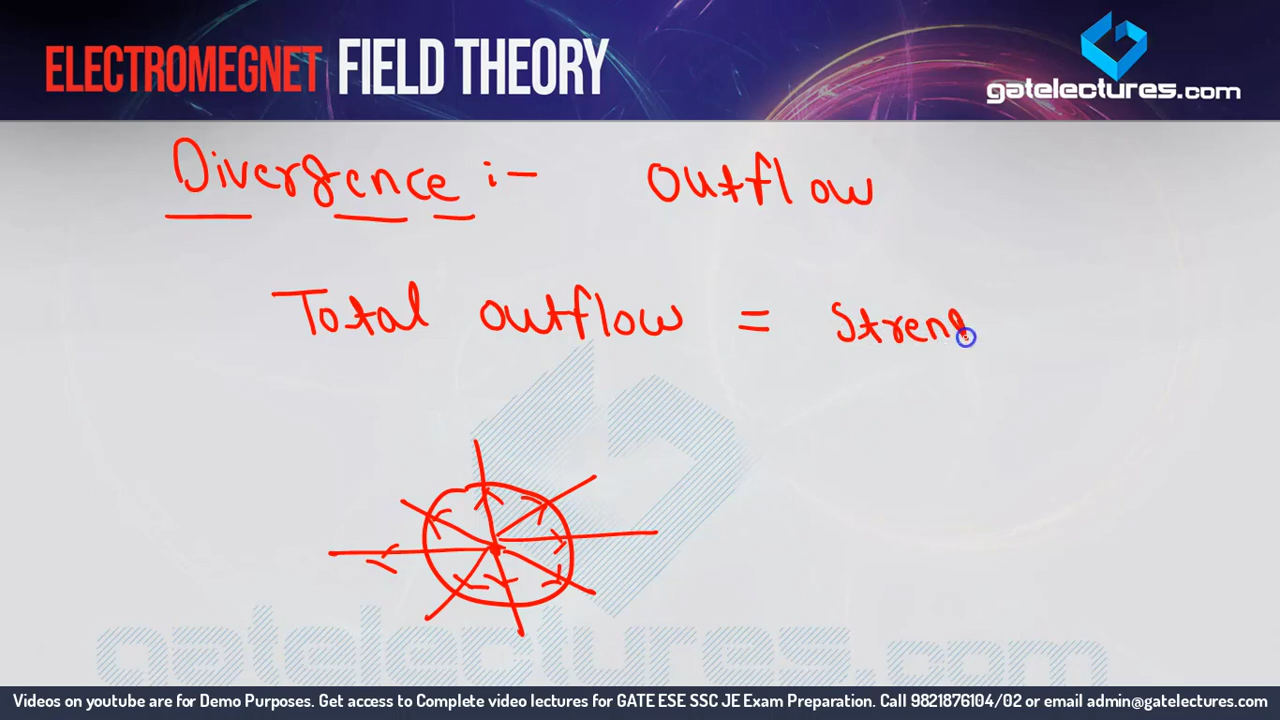 ELECTROMEGNET FIELD THEORY
gatelectures.com
Divergence :- outflow
Total outflow = Streng
gatelectures.com
Videos on youtube are for Demo Purposes. Get access to Complete video lectures for GATE ESE SSC JE Exam Preparation. Call 9821876104/02 or email admin@gatelectures.com